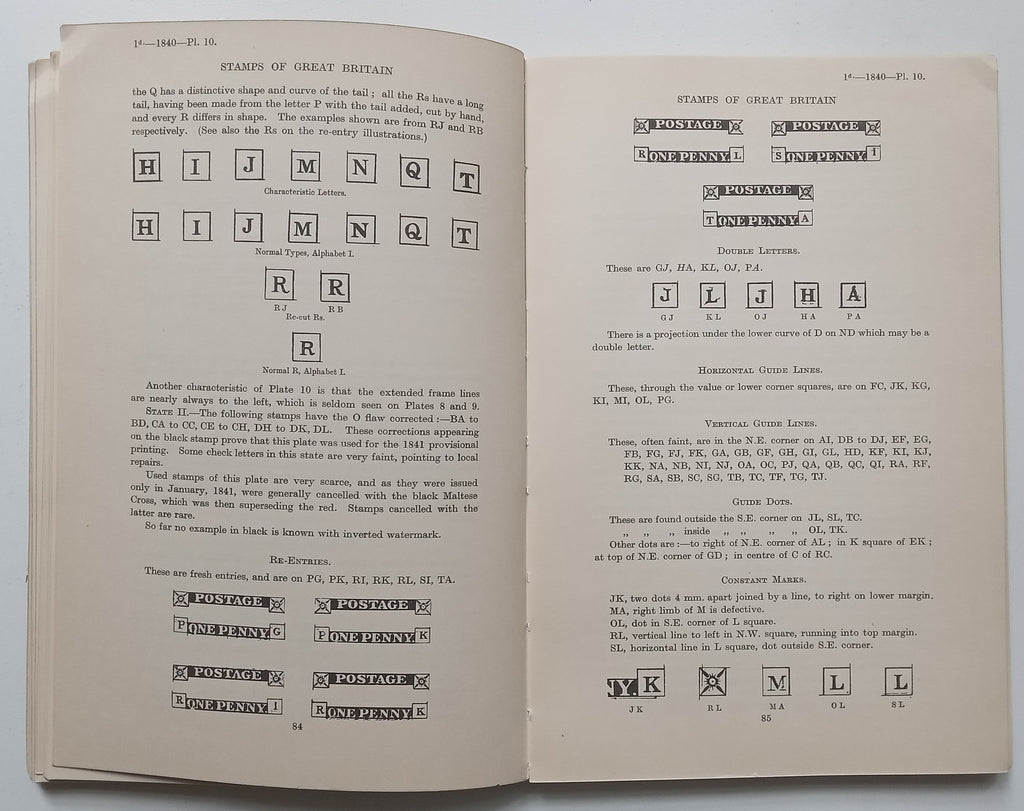 1d.—1840—Pl. 10.
STAMPS OF GREAT BRITAIN
the Q has a distinctive shape and curve of the tail ; all the Rs have a long
tail, having been made from the letter P with the tail added, cut by hand,
and every R differs in shape. The examples shown are from RJ and RB
respectively. (See also the Rs on the re-entry illustrations.)
H I J M N Q T
Characteristic Letters.
H I J M N Q T
Normal Types, Alphabet I.
R R
RJ RB
Re-cut Rs.
R
Normal R, Alphabet I.
Another characteristic of Plate 10 is that the extended frame lines
are nearly always to the left, which is seldom seen on Plates 8 and 9.
STATE II.—The following stamps have the O flaw corrected :—BA to
BD, CA to CC, CE to CH, DH to DK, DL. These corrections appearing
on the black stamp prove that this plate was used for the 1841 provisional
printing. Some check letters in this state are very faint, pointing to local
repairs.
Used stamps of this plate are very scarce, and as they were issued
only in January, 1841, were generally cancelled with the black Maltese
Cross, which was then superseding the red. Stamps cancelled with the
latter are rare.
So far no example in black is known with inverted watermark.
RE-ENTRIES.
These are fresh entries, and are on PG, PK, RI, RK, RL, SI, TA.
POSTAGE POSTAGE
P ONE PENNY G P ONE PENNY K
POSTAGE POSTAGE
R ONE PENNY I R ONE PENNY K
84
1d.—1840—Pl. 10.
STAMPS OF GREAT BRITAIN
POSTAGE POSTAGE
R ONE PENNY L S ONE PENNY I
POSTAGE
T ONE PENNY A
DOUBLE LETTERS.
These are GJ, HA, KL, OJ, PA.
J L J H A
GJ KL OJ HA PA
There is a projection under the lower curve of D on ND which may be a
double letter.
HORIZONTAL GUIDE LINES.
These, through the value or lower corner squares, are on FC, JK, KG,
KI, MI, OL, PG.
VERTICAL GUIDE LINES.
These, often faint, are in the N.E. corner on AI, DB to DJ, EF, EG,
FB, FG, FJ, FK, GA, GB, GF, GH, GI, GL, HD, KF, KI, KJ,
KK, NA, NB, NI, NJ, OA, OC, PJ, QA, QB, QC, QI, RA, RF,
RG, SA, SB, SC, SG, TB, TC, TF, TG, TJ.
GUIDE DOTS.
These are found outside the S.E. corner on JL, SL, TC.
„ „ „ inside „ „ „ „ OL, TK.
Other dots are :—to right of N.E. corner of AL ; in K square of EK ;
at top of N.E. corner of GD ; in centre of C of RC.
CONSTANT MARKS.
JK, two dots 4 mm. apart joined by a line, to right on lower margin.
MA, right limb of M is defective.
OL, dot in S.E. corner of L square.
RL, vertical line to left in N.W. square, running into top margin.
SL, horizontal line in L square, dot outside S.E. corner.
NY K M L L
JK RL MA OL SL
85